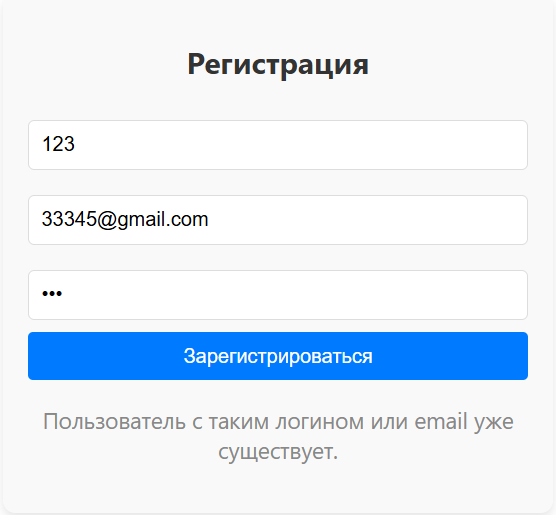 Регистрация
123
33345@gmail.com
•••
Зарегистрироваться
Пользователь с таким логином или email уже
существует.